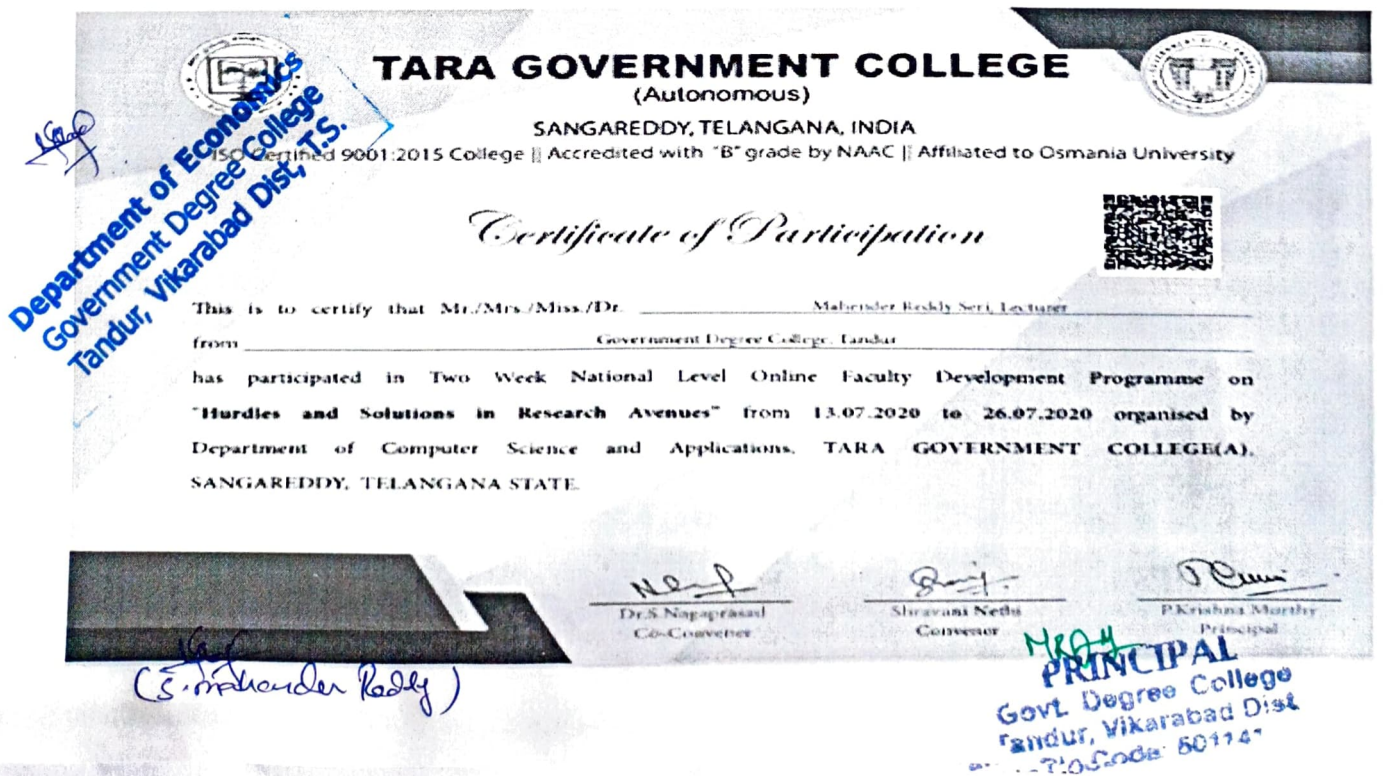 TARA GOVERNMENT COLLEGE
(Autonomous)
SANGAREDDY, TELANGANA, INDIA
ISO Certified 9001:2015 College || Accredited with "B" grade by NAAC || Affiliated to Osmania University
Department of Economics
Government Degree College
Tandur, Vikarabad Dist, T.S.
Certificate of Participation
This is to certify that Mr./Mrs./Miss./Dr. Mahender Reddy Seri, Lecturer
from Government Degree College, Tandur
has participated in Two Week National Level Online Faculty Development Programme on
"Hurdles and Solutions in Research Avenues" from 13.07.2020 to 26.07.2020 organised by
Department of Computer Science and Applications, TARA GOVERNMENT COLLEGE(A),
SANGAREDDY, TELANGANA STATE.
Dr.S.Nagaprasad
Co-Convener
Shravani Nethi
Convenor
P.Krishna Murthy
Principal
(S. Mahender Reddy)
PRINCIPAL
Govt. Degree College
Tandur, Vikarabad Dist
Code: